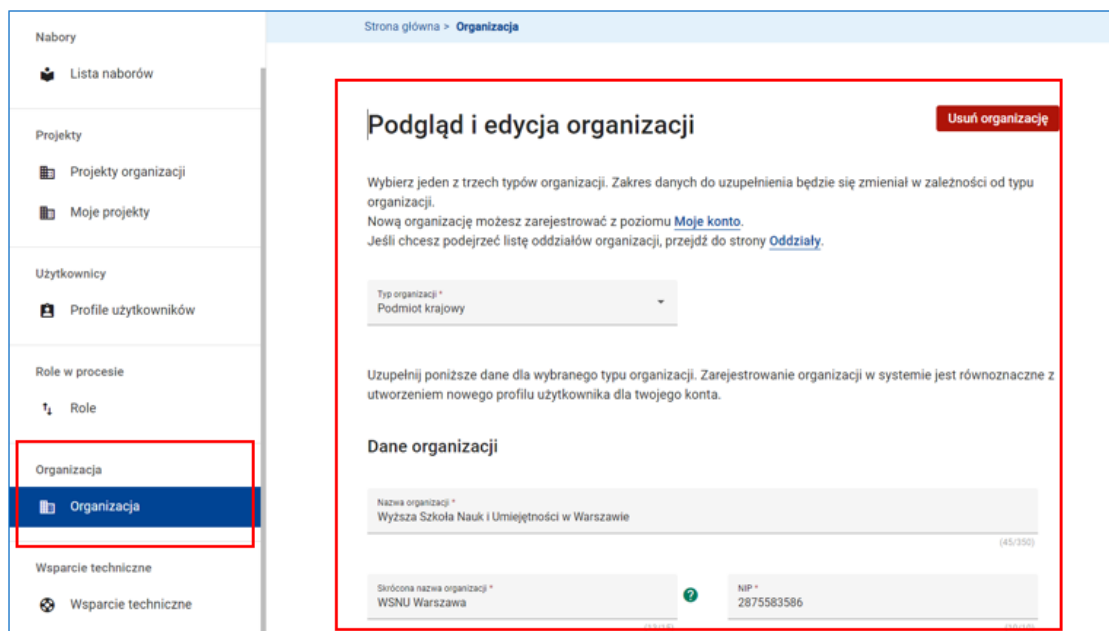 Nabory
Lista naborów
Projekty
Projekty organizacji
Moje projekty
Użytkownicy
Profile użytkowników
Role w procesie
Role
Organizacja
Organizacja
Wsparcie techniczne
Wsparcie techniczne
Strona główna > Organizacja
Podgląd i edycja organizacji
Usuń organizację
Wybierz jeden z trzech typów organizacji. Zakres danych do uzupełnienia będzie się zmieniał w zależności od typu
organizacji.
Nową organizację możesz zarejestrować z poziomu Moje konto.
Jeśli chcesz podejrzeć listę oddziałów organizacji, przejdź do strony Oddziały.
Typ organizacji *
Podmiot krajowy
Uzupełnij poniższe dane dla wybranego typu organizacji. Zarejestrowanie organizacji w systemie jest równoznaczne z
utworzeniem nowego profilu użytkownika dla twojego konta.
Dane organizacji
Nazwa organizacji *
Wyższa Szkoła Nauk i Umiejętności w Warszawie
(45/350)
Skrócona nazwa organizacji *
WSNU Warszawa
NIP *
2875583586